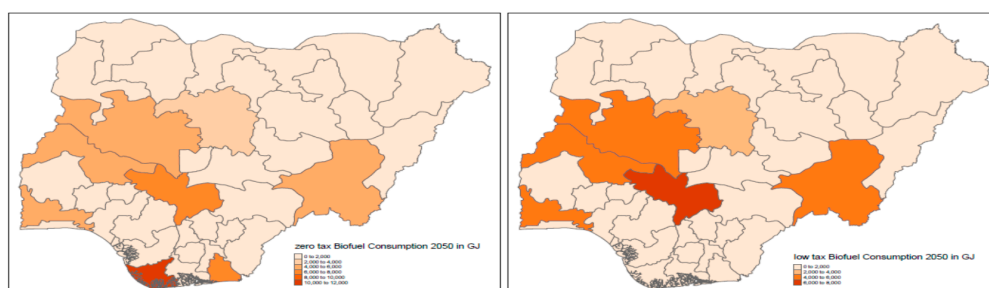 zero tax Biofuel Consumption 2050 in GJ
0 to 2,000
2,000 to 4,000
4,000 to 6,000
6,000 to 8,000
8,000 to 10,000
10,000 to 12,000
low tax Biofuel Consumption 2050 in GJ
0 to 2,000
2,000 to 4,000
4,000 to 6,000
6,000 to 8,000